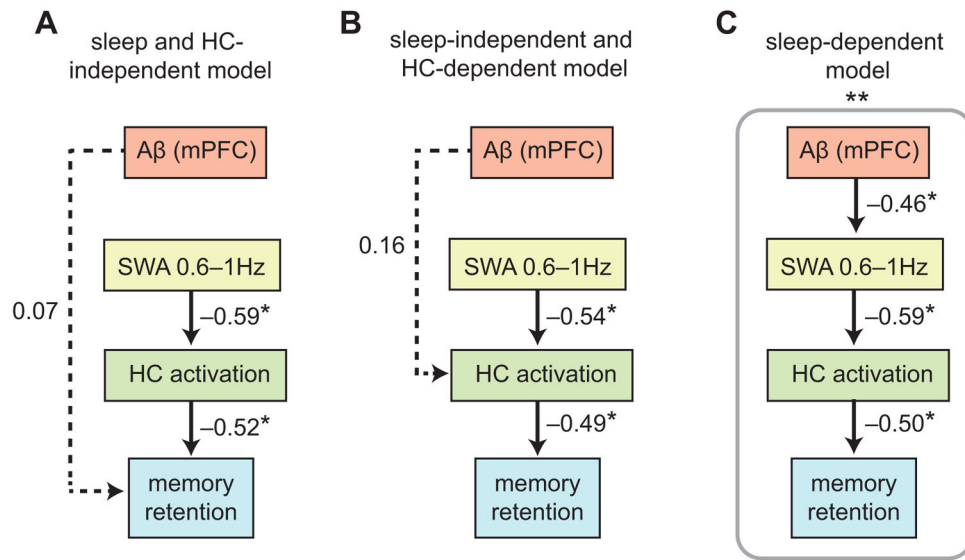 A
sleep and HC-
independent model
Aβ (mPFC)
SWA 0.6–1Hz
0.07
–0.59*
HC activation
–0.52*
memory
retention
B
sleep-independent and
HC-dependent model
Aβ (mPFC)
0.16
SWA 0.6–1Hz
–0.54*
HC activation
–0.49*
memory
retention
C
sleep-dependent
model
**
Aβ (mPFC)
–0.46*
SWA 0.6–1Hz
–0.59*
HC activation
–0.50*
memory
retention